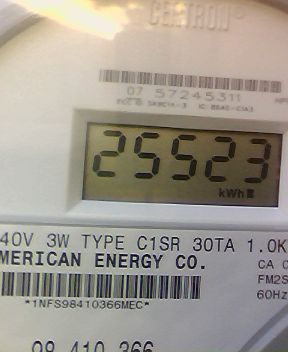 CENTRON®
07 57245311
25523
kWh
40V 3W TYPE C1SR 30TA 1.0K
MERICAN ENERGY CO.
CA 0
FM2S
60Hz
*1NFS98410366MEC*
98 410 366